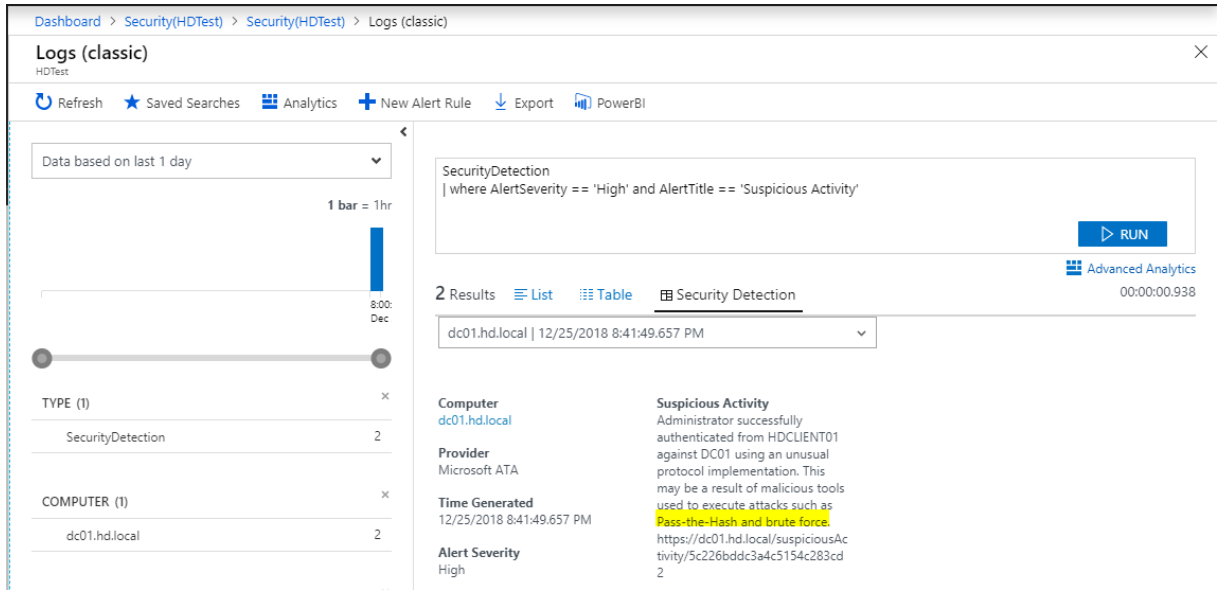 Dashboard > Security(HDTest) > Security(HDTest) > Logs (classic)
Logs (classic)
HDTest
Refresh Saved Searches Analytics New Alert Rule Export PowerBI
Data based on last 1 day
1 bar = 1hr
8:00:
Dec
TYPE (1)
SecurityDetection 2
COMPUTER (1)
dc01.hd.local 2
SecurityDetection
| where AlertSeverity == 'High' and AlertTitle == 'Suspicious Activity'
RUN
Advanced Analytics
2 Results List Table Security Detection 00:00:00.938
dc01.hd.local | 12/25/2018 8:41:49.657 PM
Computer
dc01.hd.local
Provider
Microsoft ATA
Time Generated
12/25/2018 8:41:49.657 PM
Alert Severity
High
Suspicious Activity
Administrator successfully
authenticated from HDCLIENT01
against DC01 using an unusual
protocol implementation. This
may be a result of malicious tools
used to execute attacks such as
Pass-the-Hash and brute force.
https://dc01.hd.local/suspiciousAc
tivity/5c226bddc3a4c5154c283cd
2